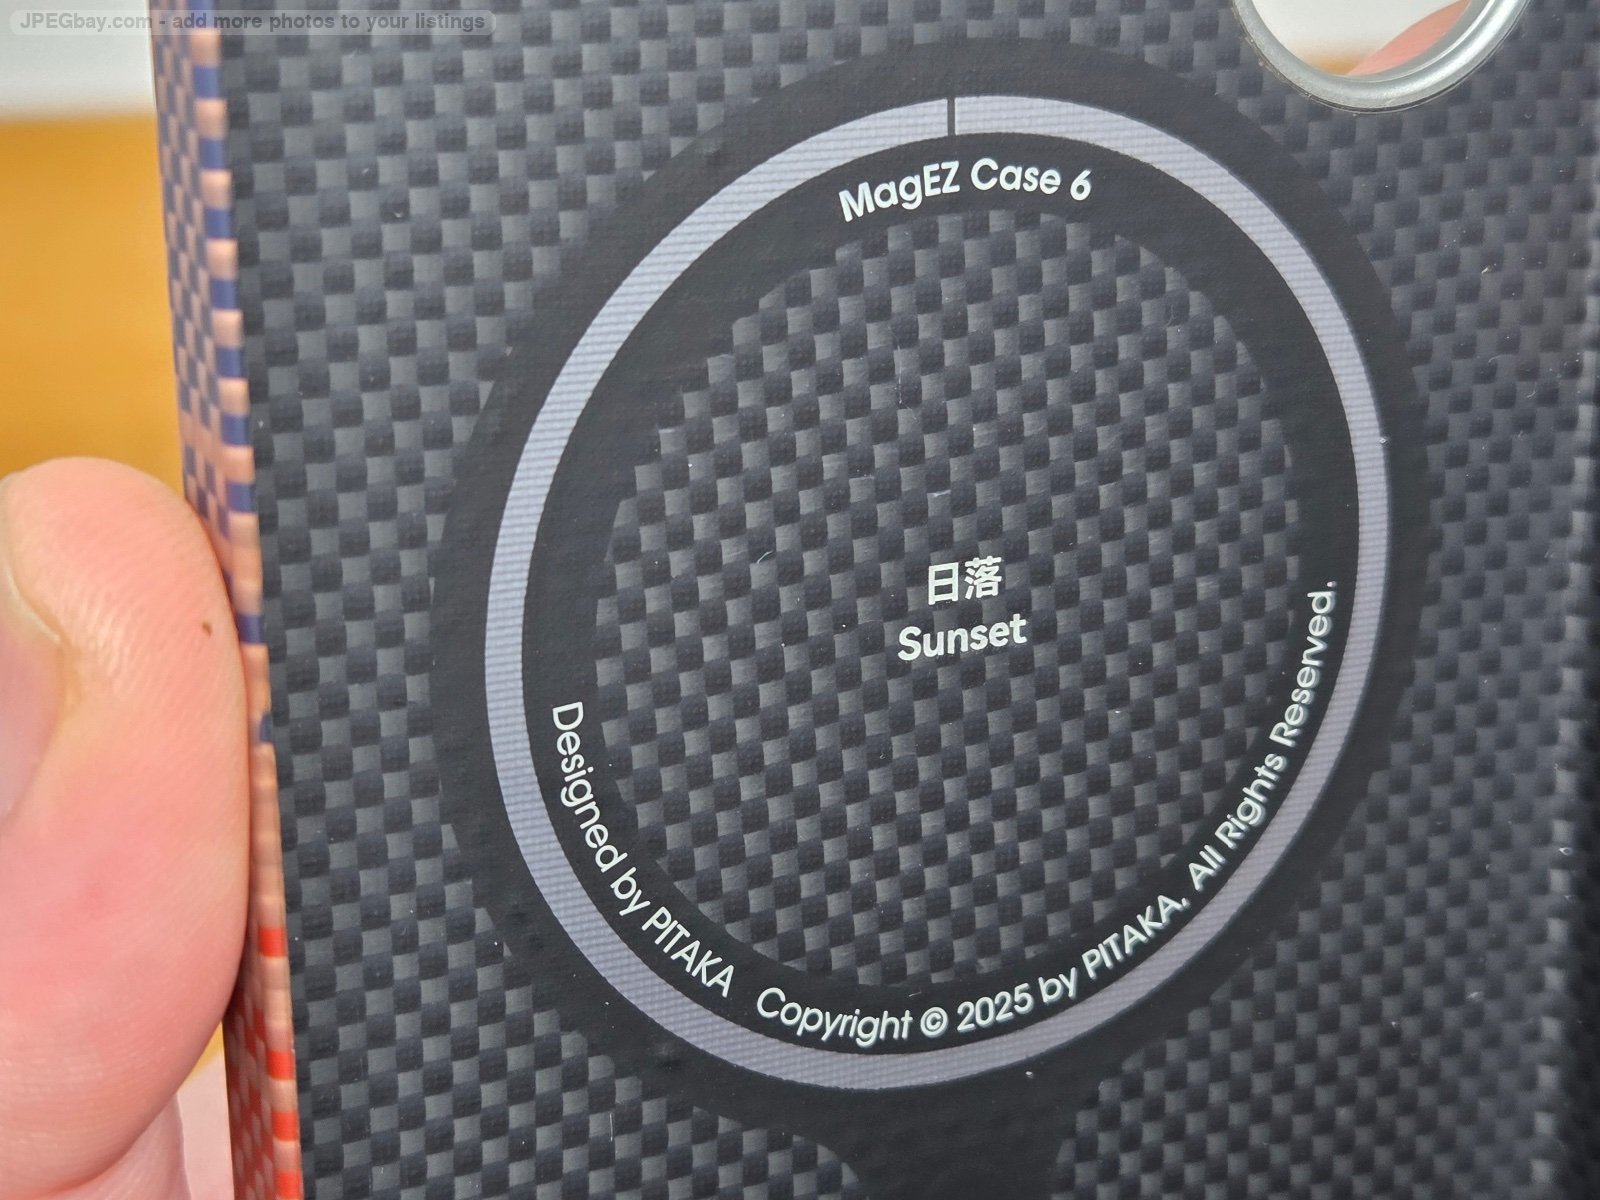 JPEGbay.com - add more photos to your listings
MagEZ Case 6
日落
Sunset
Designed by PITAKA Copyright © 2025 by PITAKA, All Rights Reserved.